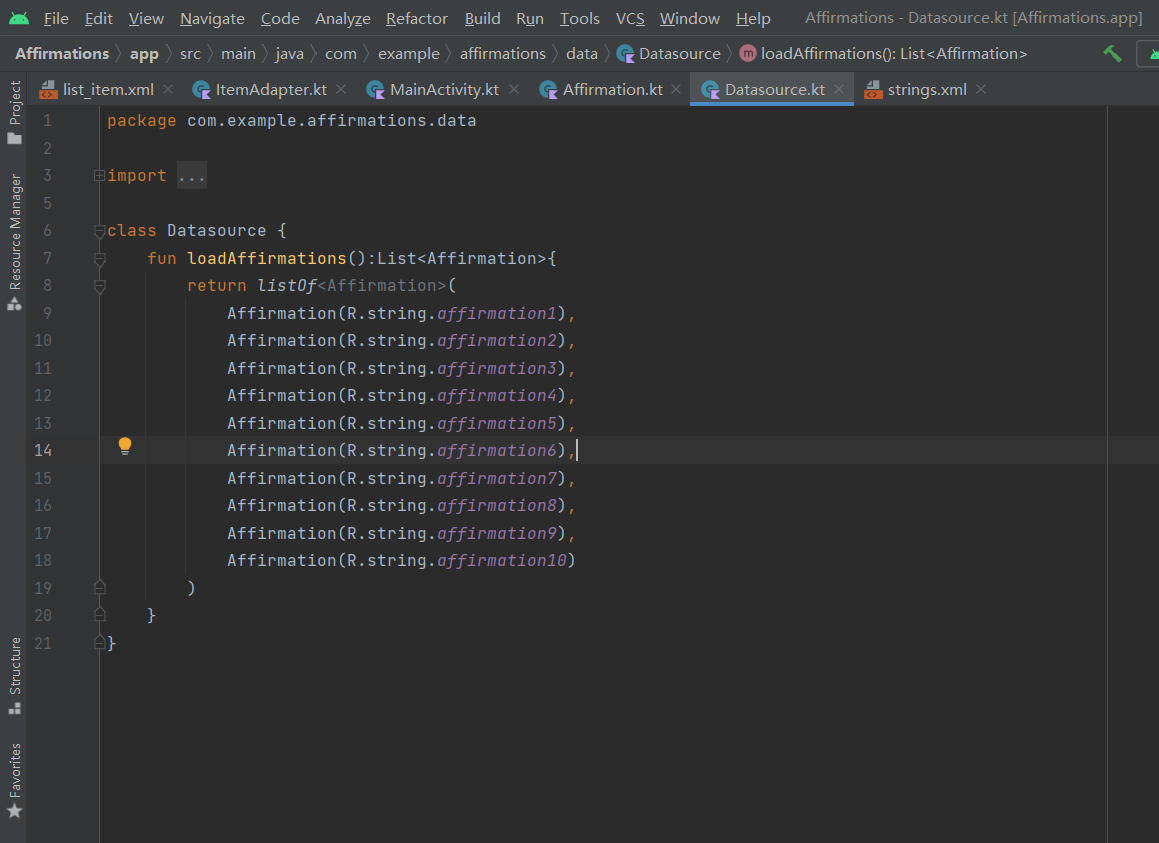 File Edit View Navigate Code Analyze Refactor Build Run Tools VCS Window Help Affirmations - Datasource.kt [Affirmations.app]
Affirmations app src main java com example affirmations data Datasource m loadAffirmations(): List<Affirmation>
list_item.xml ItemAdapter.kt MainActivity.kt Affirmation.kt Datasource.kt strings.xml
Project
Resource Manager
Structure
Favorites
1 package com.example.affirmations.data
2
3 import ...
5
6 class Datasource {
7 fun loadAffirmations():List<Affirmation>{
8 return listOf<Affirmation>(
9 Affirmation(R.string.affirmation1),
10 Affirmation(R.string.affirmation2),
11 Affirmation(R.string.affirmation3),
12 Affirmation(R.string.affirmation4),
13 Affirmation(R.string.affirmation5),
14 Affirmation(R.string.affirmation6),
15 Affirmation(R.string.affirmation7),
16 Affirmation(R.string.affirmation8),
17 Affirmation(R.string.affirmation9),
18 Affirmation(R.string.affirmation10)
19 )
20 }
21 }